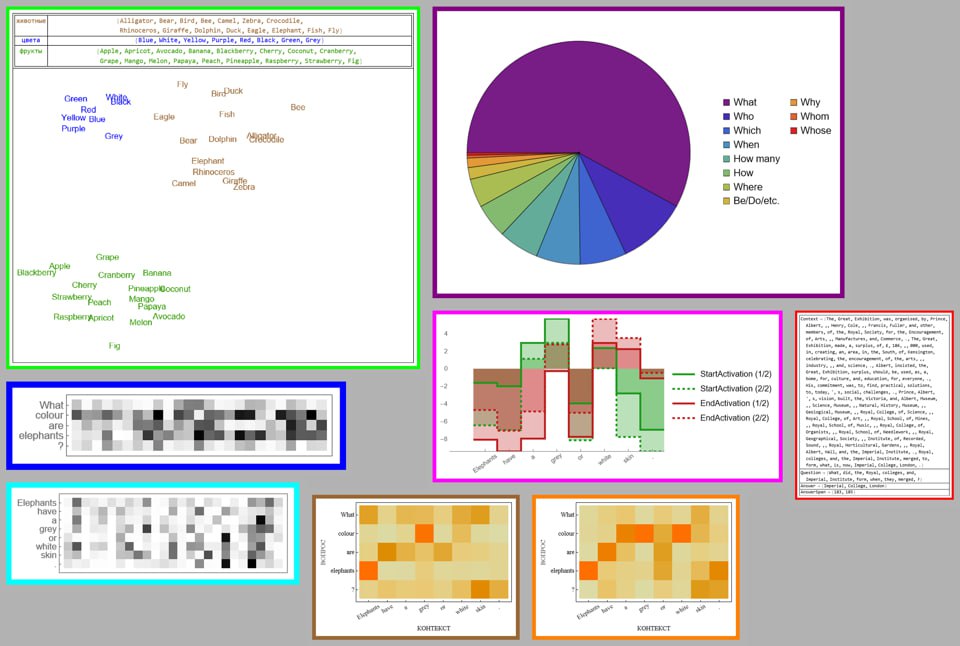 животные
{Alligator, Bear, Bird, Bee, Camel, Zebra, Crocodile,
Rhinoceros, Giraffe, Dolphin, Duck, Eagle, Elephant, Fish, Fly}
цвета
{Blue, White, Yellow, Purple, Red, Black, Green, Grey}
фрукты
{Apple, Apricot, Avocado, Banana, Blackberry, Cherry, Coconut, Cranberry,
Grape, Mango, Melon, Papaya, Peach, Pineapple, Raspberry, Strawberry, Fig}
Fly
Bird
Duck
Green
White
Black
Bee
Red
Yellow
Blue
Eagle
Fish
Purple
Grey
Bear
Dolphin
Alligator
Crocodile
Elephant
Rhinoceros
Camel
Giraffe
Zebra
Grape
Apple
Blackberry
Cranberry
Banana
Cherry
Pineapple
Coconut
Strawberry
Peach
Mango
Papaya
Raspberry
Apricot
Melon
Avocado
Fig
What
Who
Which
When
How many
How
Where
Be/Do/etc.
Why
Whom
Whose
4
2
0
-2
-4
-6
-8
Elephants
have
a
grey
or
white
skin
.
StartActivation (1/2)
StartActivation (2/2)
EndActivation (1/2)
EndActivation (2/2)
Context→{The, Great, Exhibition, was, organised, by, Prince,
Albert, ,, Henry, Cole, ,, Francis, Fuller, and, other,
members, of, the, Royal, Society, for, the, Encouragement,
of, Arts, ,, Manufactures, and, Commerce, ., The, Great,
Exhibition, made, a, surplus, of, £, 186, ,, 000, used,
in, creating, an, area, in, the, South, of, Kensington,
celebrating, the, encouragement, of, the, arts, ,,
industry, ,, and, science, ., Albert, insisted, the,
Great, Exhibition, surplus, should, be, used, as, a,
home, for, culture, and, education, for, everyone, .,
His, commitment, was, to, find, practical, solutions,
to, today, ', s, social, challenges, ., Prince, Albert,
', s, vision, built, the, Victoria, and, Albert, Museum,
,, Science, Museum, ,, Natural, History, Museum, ,,
Geological, Museum, ,, Royal, College, of, Science, ,,
Royal, College, of, Art, ,, Royal, School, of, Mines,
,, Royal, School, of, Music, ,, Royal, College, of,
Organists, ,, Royal, School, of, Needlework, ,, Royal,
Geographical, Society, ,, Institute, of, Recorded,
Sound, ,, Royal, Horticultural, Gardens, ,, Royal,
Albert, Hall, and, the, Imperial, Institute, ., Royal,
colleges, and, the, Imperial, Institute, merged, to,
form, what, is, now, Imperial, College, London, .}
Question→{What, did, the, Royal, colleges, and,
Imperial, Institute, form, when, they, merged, ?}
Answer→{Imperial, College, London}
What
colour
are
elephants
?
Elephants
have
a
grey
or
white
skin
.
ВОПРОС
What
colour
are
elephants
?
Elephants
have
a
grey
or
white
skin
.
КОНТЕКСТ
ВОПРОС
What
colour
are
elephants
?
Elephants
have
a
grey
or
white
skin
.
КОНТЕКСТ